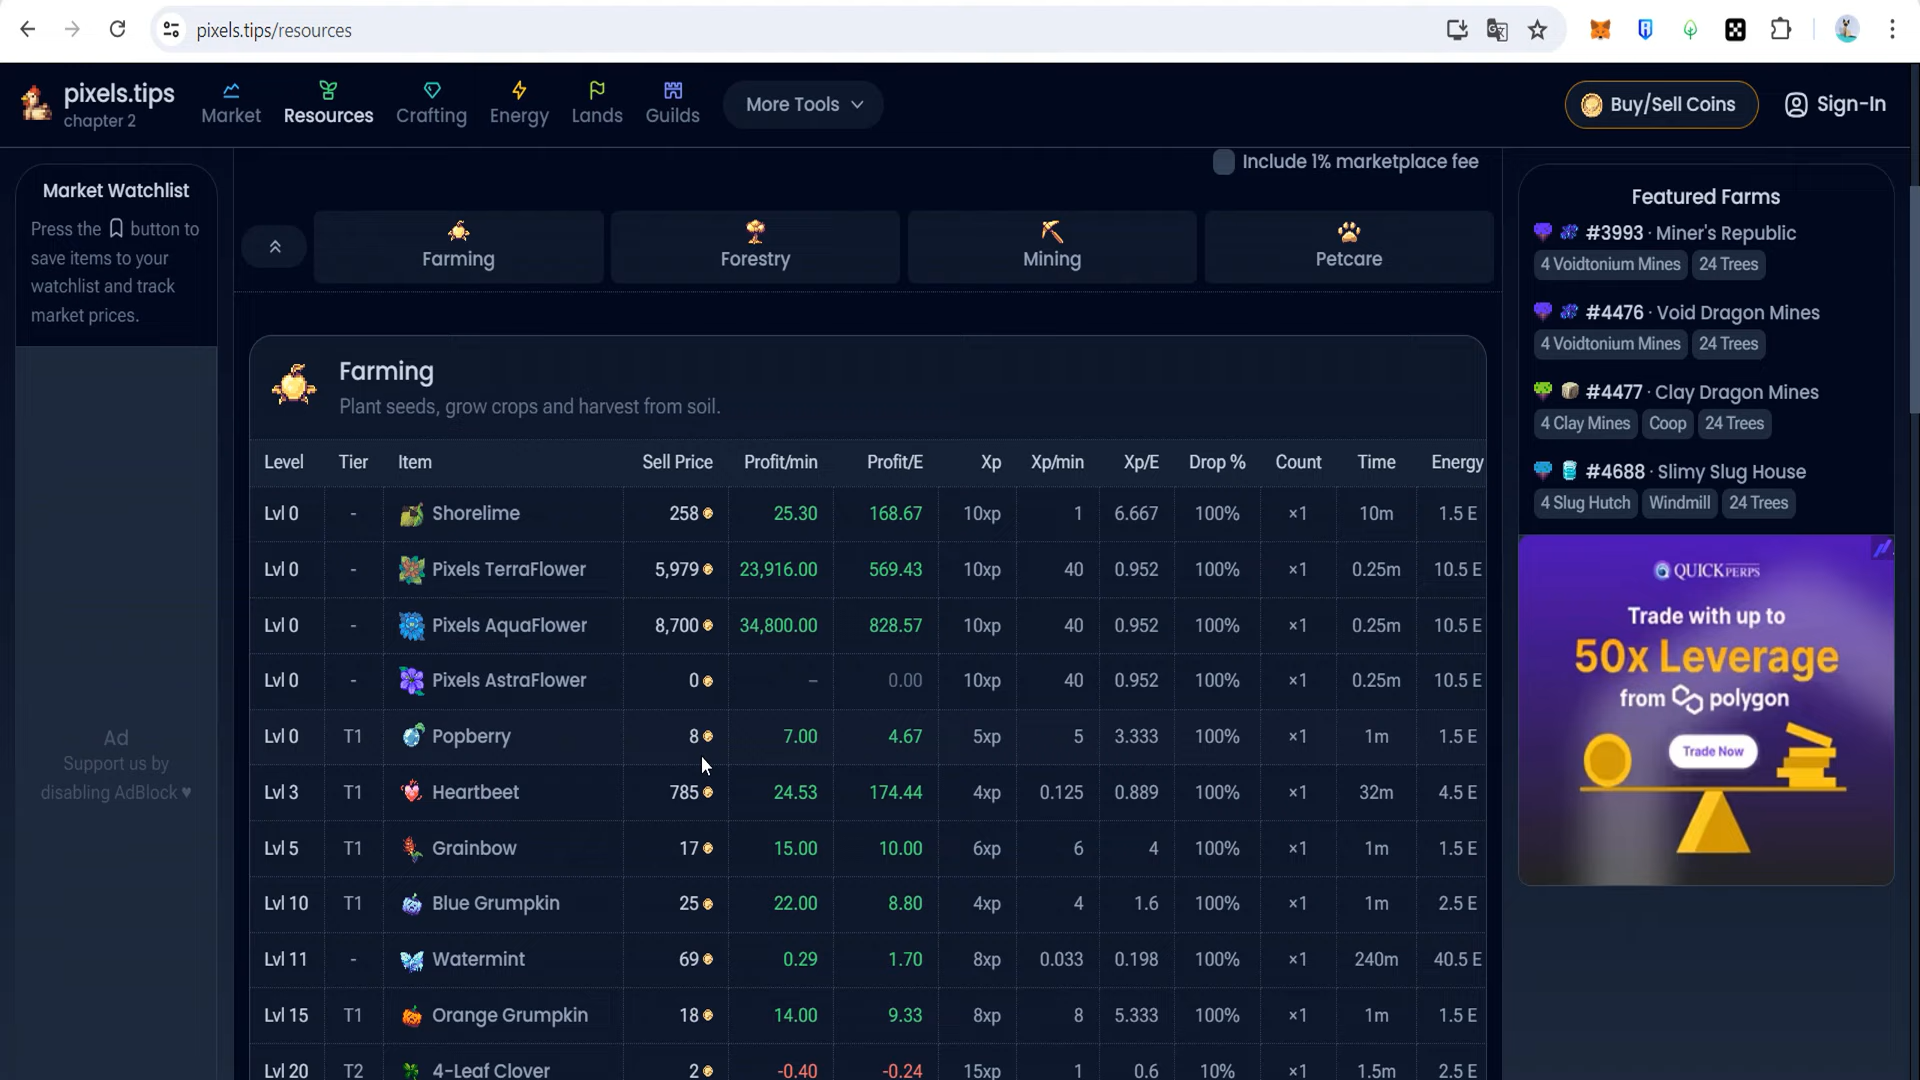 pixels.tips/resources
pixels.tips
chapter 2
Market
Resources
Crafting
Energy
Lands
Guilds
More Tools
Buy/Sell Coins
Sign-In
Market Watchlist
Press the button to
save items to your
watchlist and track
market prices.
Ad
Support us by
disabling AdBlock ♥
Include 1% marketplace fee
Farming
Forestry
Mining
Petcare
Farming
Plant seeds, grow crops and harvest from soil.
Level Tier Item Sell Price Profit/min Profit/E Xp Xp/min Xp/E Drop % Count Time Energy
Lvl 0 - Shorelime 258 25.30 168.67 10xp 1 6.667 100% ×1 10m 1.5 E
Lvl 0 - Pixels TerraFlower 5,979 23,916.00 569.43 10xp 40 0.952 100% ×1 0.25m 10.5 E
Lvl 0 - Pixels AquaFlower 8,700 34,800.00 828.57 10xp 40 0.952 100% ×1 0.25m 10.5 E
Lvl 0 - Pixels AstraFlower 0 – 0.00 10xp 40 0.952 100% ×1 0.25m 10.5 E
Lvl 0 T1 Popberry 8 7.00 4.67 5xp 5 3.333 100% ×1 1m 1.5 E
Lvl 3 T1 Heartbeet 785 24.53 174.44 4xp 0.125 0.889 100% ×1 32m 4.5 E
Lvl 5 T1 Grainbow 17 15.00 10.00 6xp 6 4 100% ×1 1m 1.5 E
Lvl 10 T1 Blue Grumpkin 25 22.00 8.80 4xp 4 1.6 100% ×1 1m 2.5 E
Lvl 11 - Watermint 69 0.29 1.70 8xp 0.033 0.198 100% ×1 240m 40.5 E
Lvl 15 T1 Orange Grumpkin 18 14.00 9.33 8xp 8 5.333 100% ×1 1m 1.5 E
Lvl 20 T2 4-Leaf Clover 2 -0.40 -0.24 15xp 1 0.6 10% ×1 1.5m 2.5 E
Featured Farms
#3993 · Miner's Republic
4 Voidtonium Mines 24 Trees
#4476 · Void Dragon Mines
4 Voidtonium Mines 24 Trees
#4477 · Clay Dragon Mines
4 Clay Mines Coop 24 Trees
#4688 · Slimy Slug House
4 Slug Hutch Windmill 24 Trees
QUICKPERPS
Trade with up to
50x Leverage
from polygon
Trade Now